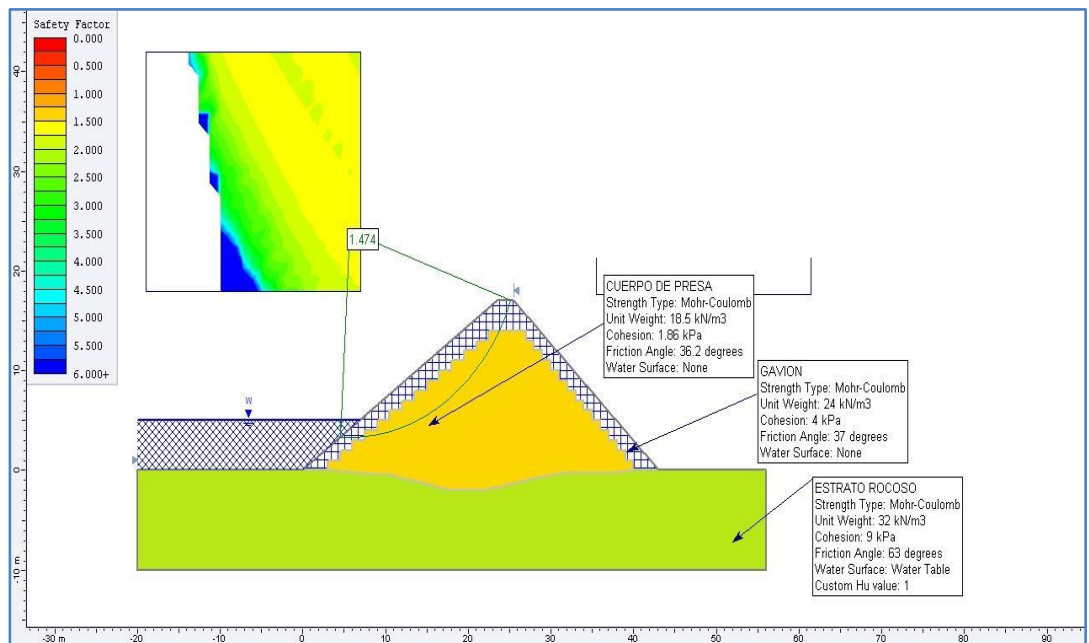 Safety Factor
0.000
0.500
1.000
1.500
2.000
2.500
3.000
3.500
4.000
4.500
5.000
5.500
6.000+
1.474
W
CUERPO DE PRESA
Strength Type: Mohr-Coulomb
Unit Weight: 18.5 kN/m3
Cohesion: 1.86 kPa
Friction Angle: 36.2 degrees
Water Surface: None
GAVION
Strength Type: Mohr-Coulomb
Unit Weight: 24 kN/m3
Cohesion: 4 kPa
Friction Angle: 37 degrees
Water Surface: None
ESTRATO ROCOSO
Strength Type: Mohr-Coulomb
Unit Weight: 32 kN/m3
Cohesion: 9 kPa
Friction Angle: 63 degrees
Water Surface: Water Table
Custom Hu value: 1
40
30
20
10
0
-10 m
-30 m
-20
-10
0
10
20
30
40
50
60
70
80
90